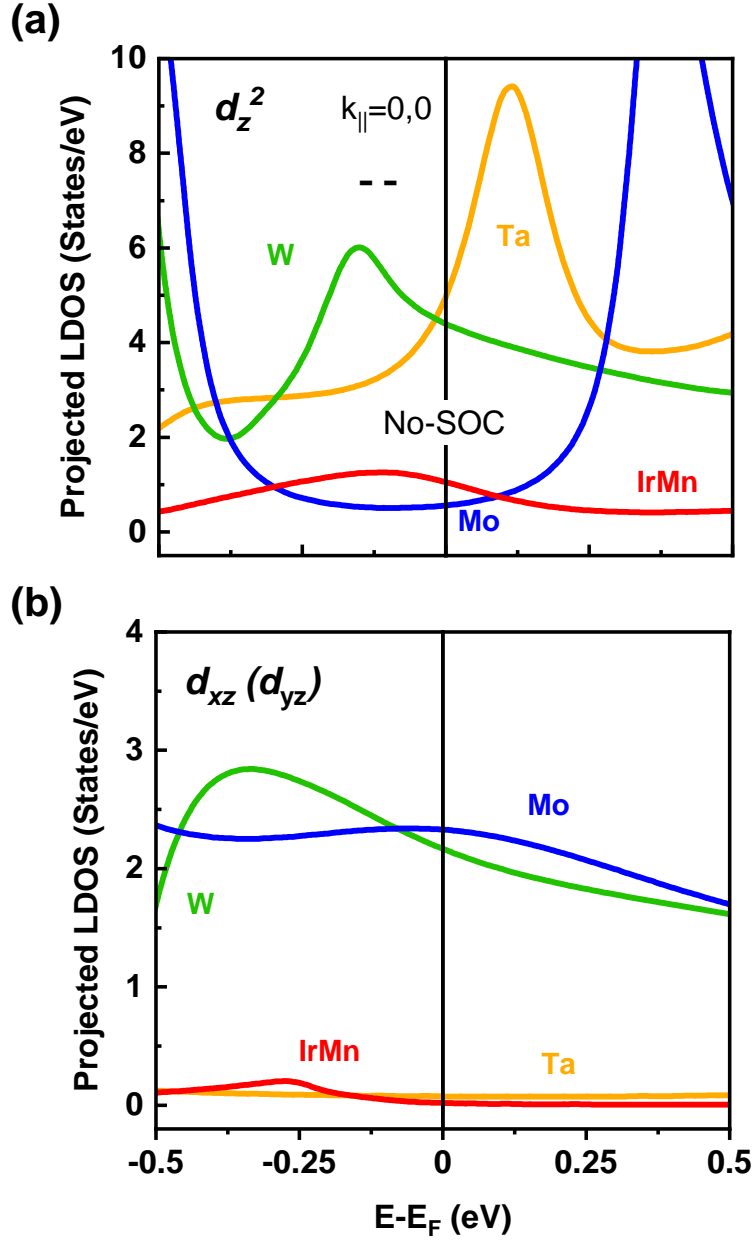 (a)
Projected LDOS (States/eV)
10
8
6
4
2
0
d_z^2
k_||=0,0
- -
W
Ta
No-SOC
IrMn
Mo
(b)
Projected LDOS (States/eV)
4
3
2
1
0
d_xz (d_yz)
Mo
W
IrMn
Ta
-0.5 -0.25 0 0.25 0.5
E-E_F (eV)